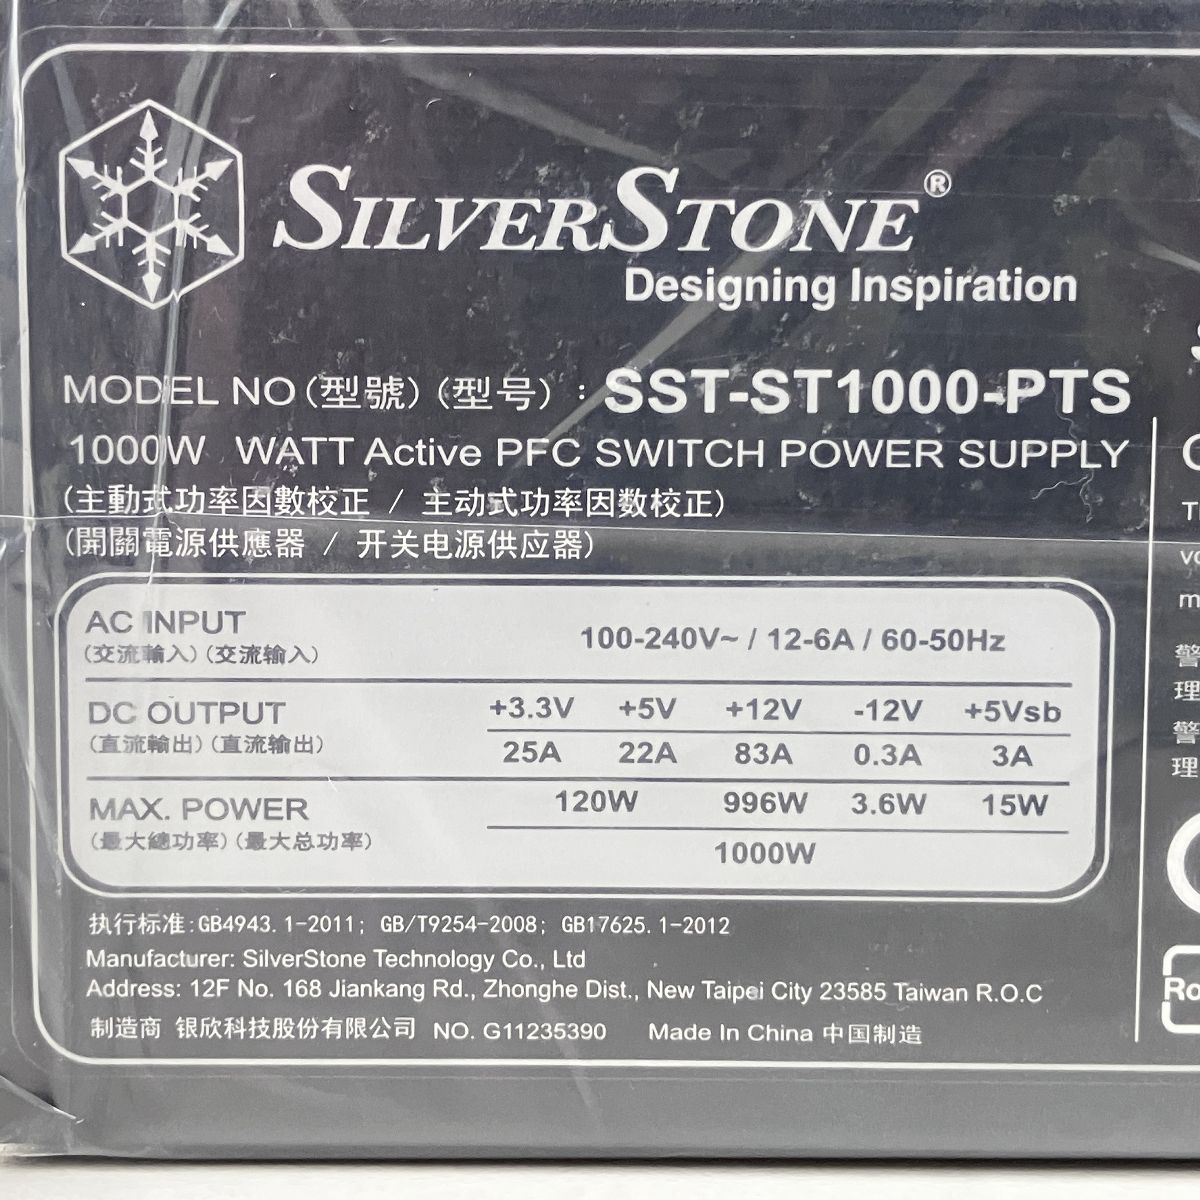 SILVERSTONE®
Designing Inspiration
MODEL NO(型號)(型号): SST-ST1000-PTS
1000W WATT Active PFC SWITCH POWER SUPPLY
(主動式功率因數校正 / 主动式功率因数校正)
(開關電源供應器 / 开关电源供应器)
AC INPUT
(交流輸入)(交流输入)
100-240V~ / 12-6A / 60-50Hz
DC OUTPUT
(直流輸出)(直流输出)
+3.3V +5V +12V -12V +5Vsb
25A 22A 83A 0.3A 3A
MAX. POWER
(最大總功率)(最大总功率)
120W 996W 3.6W 15W
1000W
执行标准:GB4943.1-2011; GB/T9254-2008; GB17625.1-2012
Manufacturer: SilverStone Technology Co., Ltd
Address: 12F No. 168 Jiankang Rd., Zhonghe Dist., New Taipei City 23585 Taiwan R.O.C
制造商 银欣科技股份有限公司 NO. G11235390 Made In China 中国制造
警
理
警
理